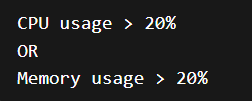 CPU usage > 20%
OR
Memory usage > 20%